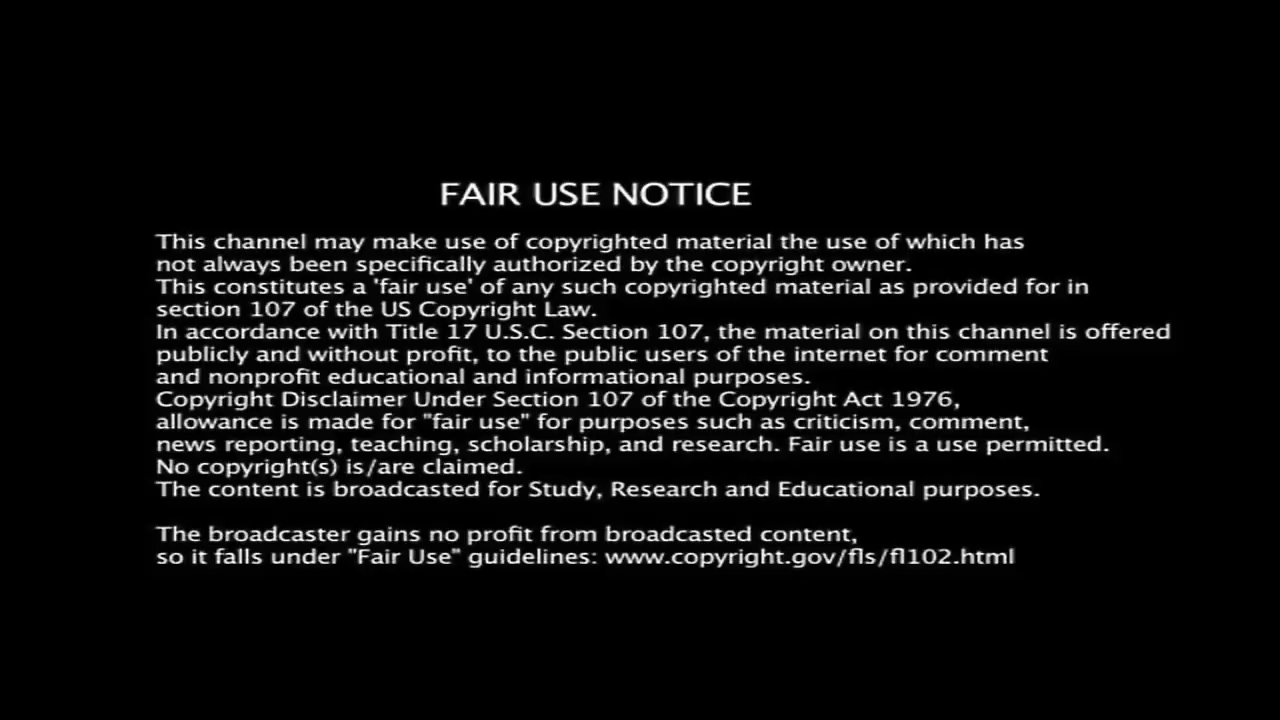 FAIR USE NOTICE
This channel may make use of copyrighted material the use of which has
not always been specifically authorized by the copyright owner.
This constitutes a 'fair use' of any such copyrighted material as provided for in
section 107 of the US Copyright Law.
In accordance with Title 17 U.S.C. Section 107, the material on this channel is offered
publicly and without profit, to the public users of the internet for comment
and nonprofit educational and informational purposes.
Copyright Disclaimer Under Section 107 of the Copyright Act 1976,
allowance is made for "fair use" for purposes such as criticism, comment,
news reporting, teaching, scholarship, and research. Fair use is a use permitted.
No copyright(s) is/are claimed.
The content is broadcasted for Study, Research and Educational purposes.
The broadcaster gains no profit from broadcasted content,
so it falls under "Fair Use" guidelines: www.copyright.gov/fls/fl102.html